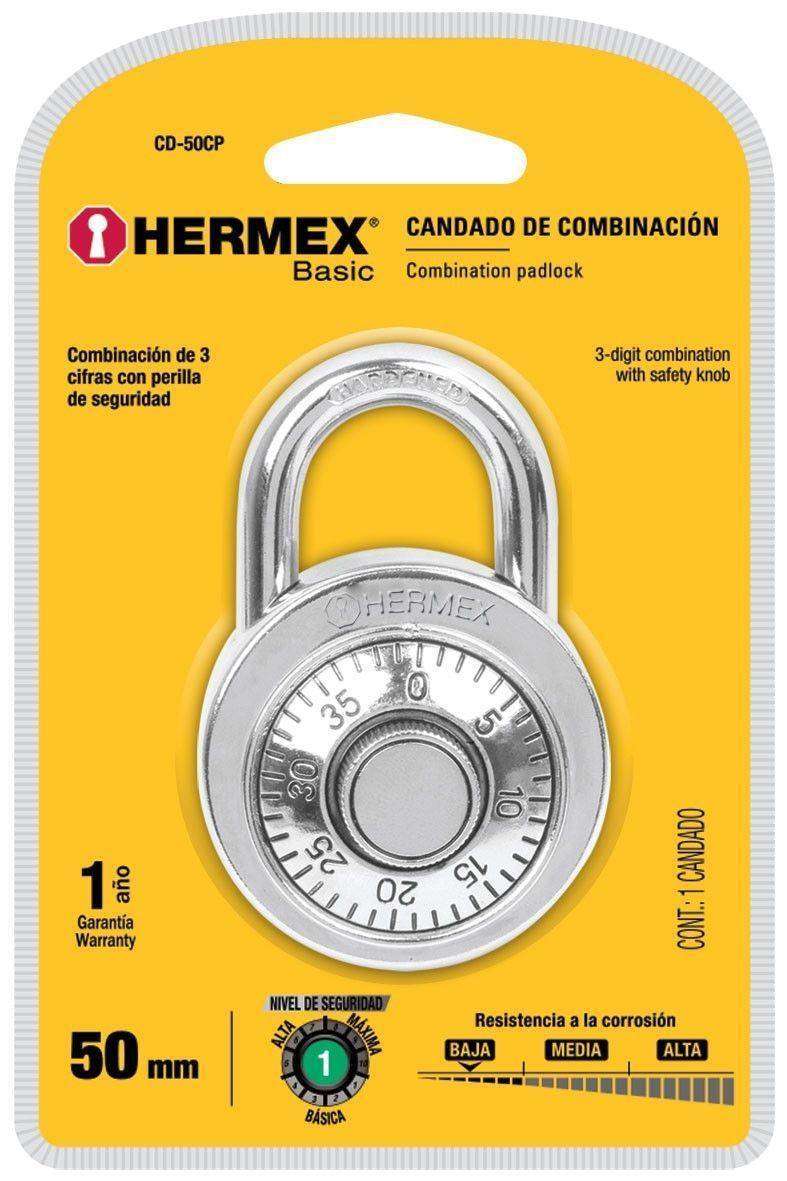 CD-50CP
HERMEX®
Basic
CANDADO DE COMBINACIÓN
Combination padlock
Combinación de 3
cifras con perilla
de seguridad
3-digit combination
with safety knob
HARDENED
HERMEX
0
5
10
15
20
25
30
35
1 año
Garantía
Warranty
CONT.: 1 CANDADO
50 mm
NIVEL DE SEGURIDAD
ALTA
MÁXIMA
1
BÁSICA
Resistencia a la corrosión
BAJA
MEDIA
ALTA